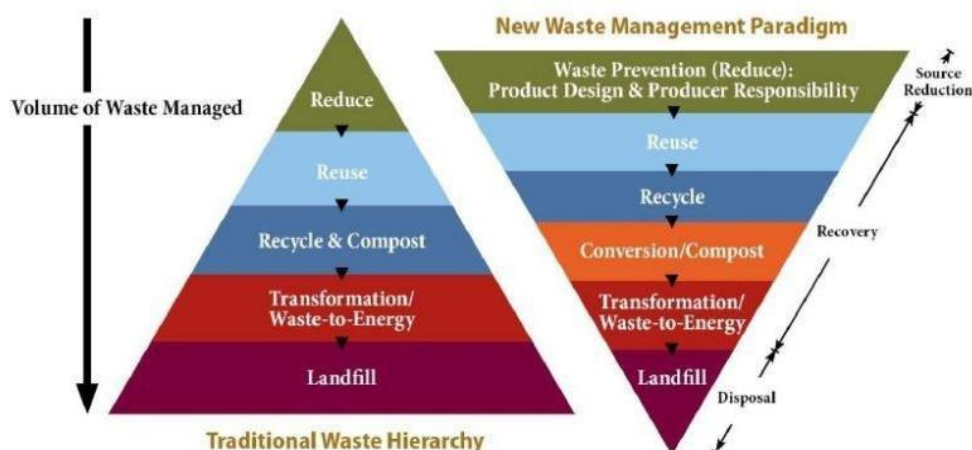 New Waste Management Paradigm
Volume of Waste Managed
Reduce
Reuse
Recycle & Compost
Transformation/
Waste-to-Energy
Landfill
Traditional Waste Hierarchy
Waste Prevention (Reduce):
Product Design & Producer Responsibility
Reuse
Recycle
Conversion/Compost
Transformation/
Waste-to-Energy
Landfill
Source
Reduction
Recovery
Disposal